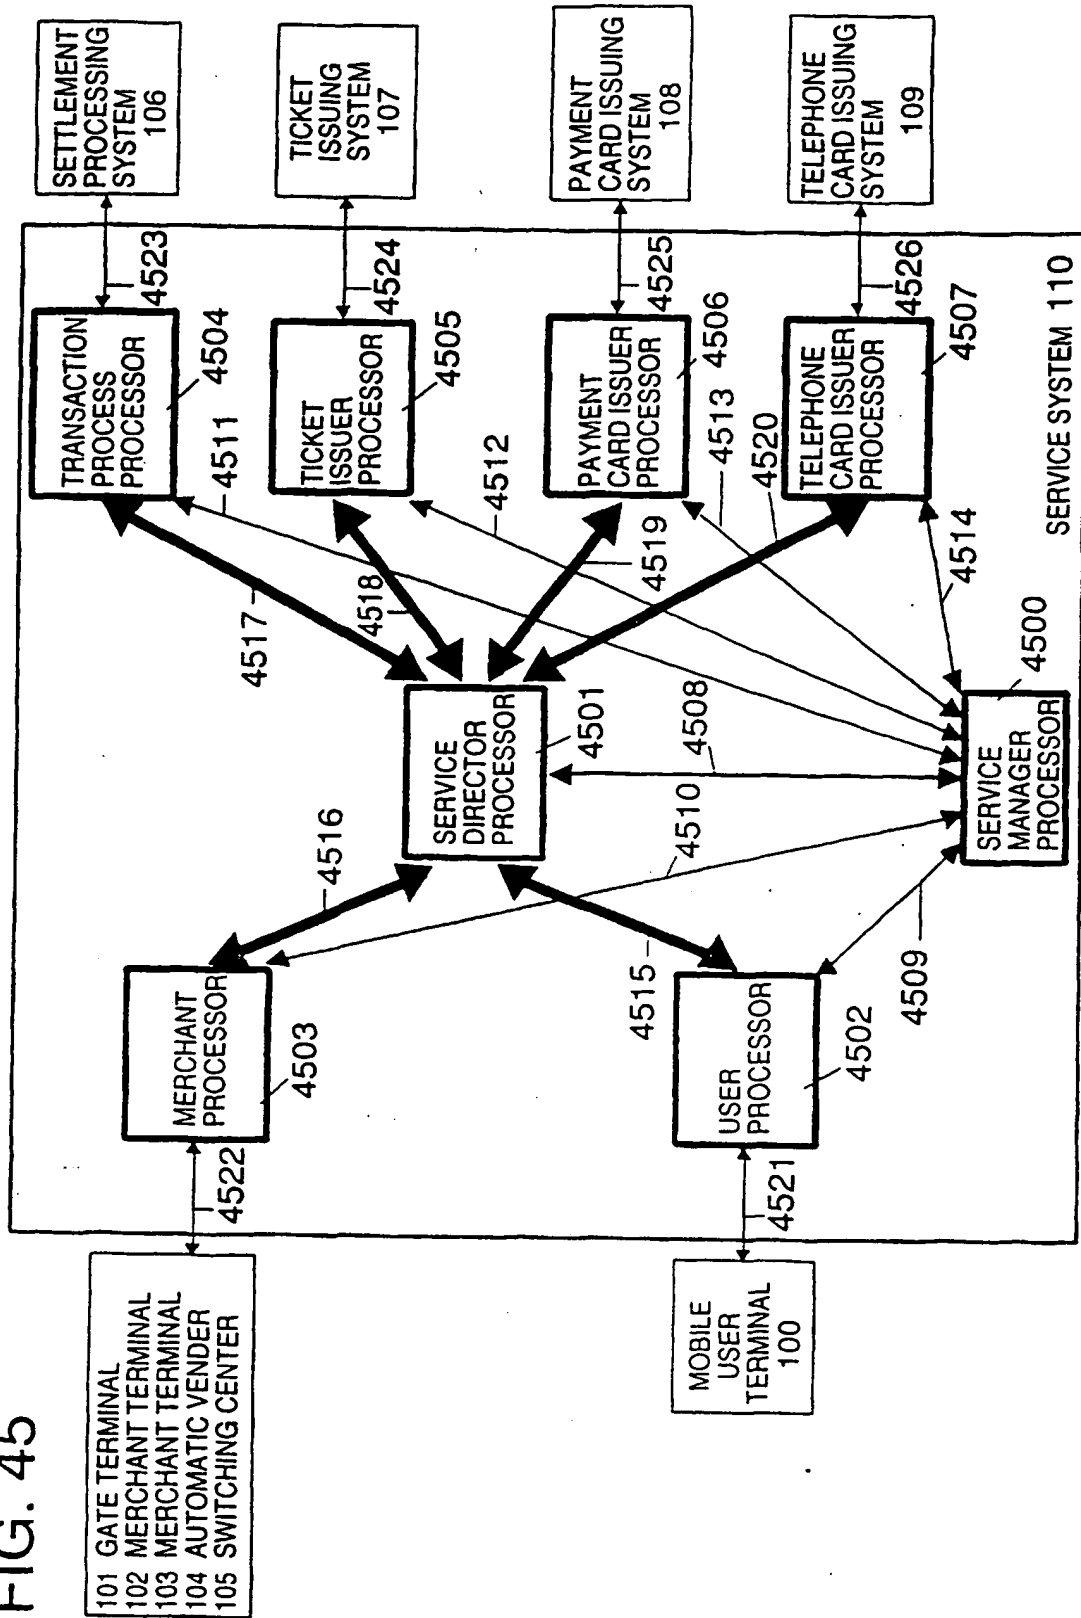 FIG. 45
101 GATE TERMINAL
102 MERCHANT TERMINAL
103 MERCHANT TERMINAL
104 AUTOMATIC VENDER
105 SWITCHING CENTER
MOBILE
USER
TERMINAL
100
4522
4521
MERCHANT
PROCESSOR
4503
USER
PROCESSOR
4502
4516
4515
4510
4509
SERVICE
DIRECTOR
PROCESSOR
4501
4508
SERVICE
MANAGER
PROCESSOR
4500
4517
4518
4519
4520
4511
4512
4513
4514
TRANSACTION
PROCESS
PROCESSOR
4504
TICKET
ISSUER
PROCESSOR
4505
PAYMENT
CARD ISSUER
PROCESSOR
4506
TELEPHONE
CARD ISSUER
PROCESSOR
4507
SERVICE SYSTEM 110
4523
4524
4525
4526
SETTLEMENT
PROCESSING
SYSTEM
106
TICKET
ISSUING
SYSTEM
107
PAYMENT
CARD ISSUING
SYSTEM
108
TELEPHONE
CARD ISSUING
SYSTEM
109